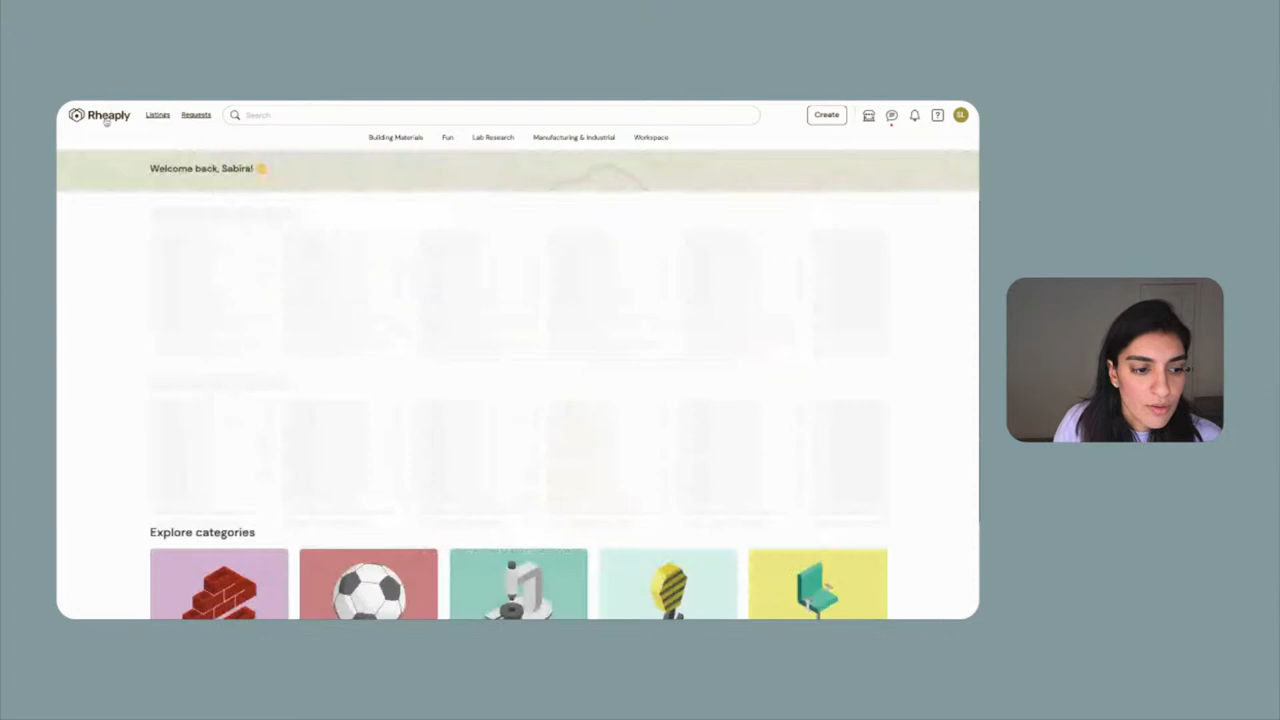 Rheaply Listings Requests Search Create SL
Building Materials Fun Lab Research Manufacturing & Industrial Workspace
Welcome back, Sabira!
Explore categories